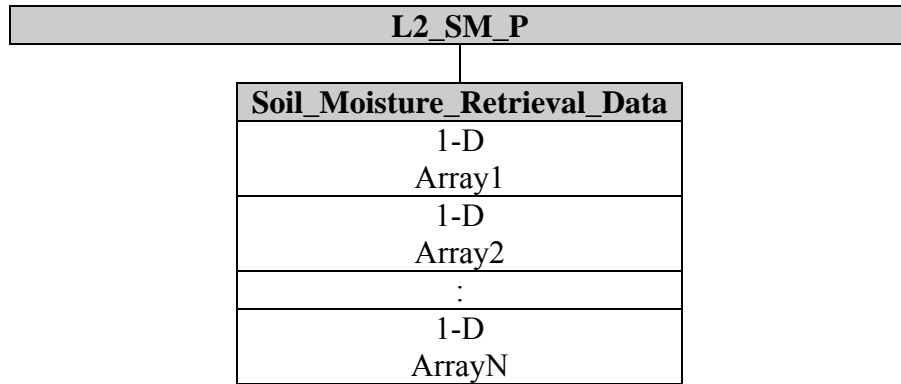 L2_SM_P
Soil_Moisture_Retrieval_Data
1-D
Array1
1-D
Array2
:
1-D
ArrayN